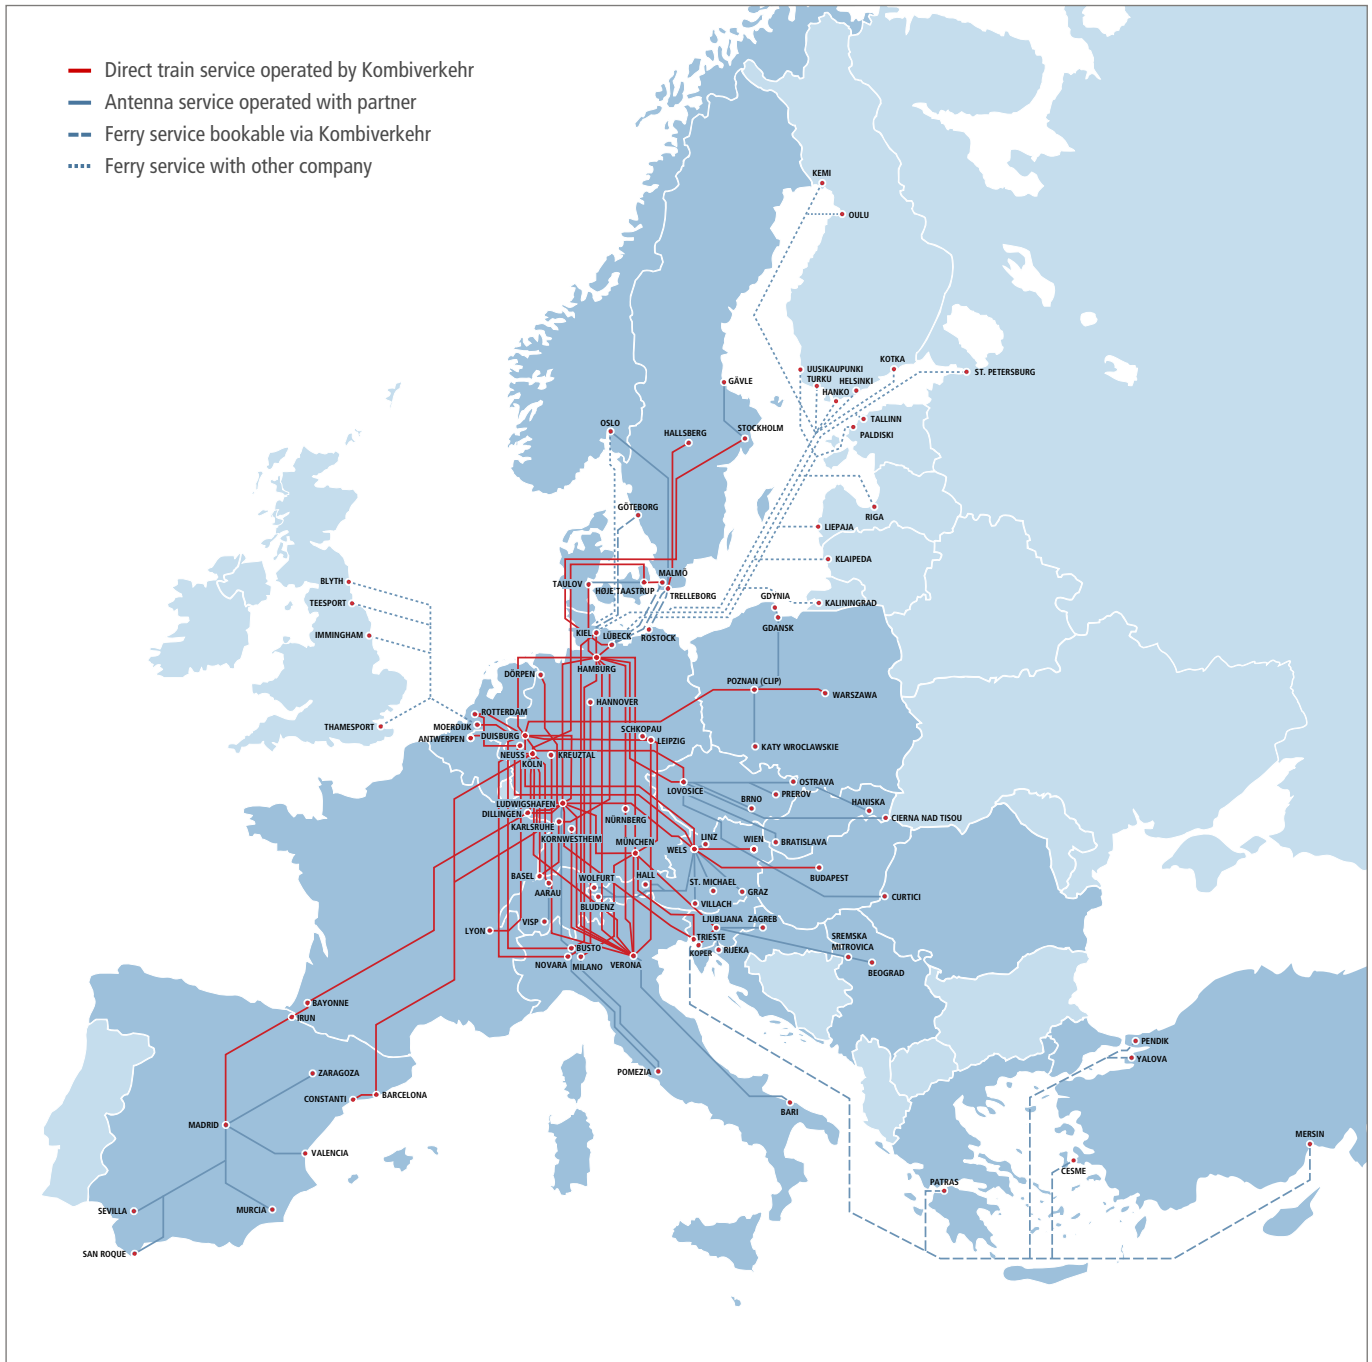 Direct train service operated by Kombiverkehr
Antenna service operated with partner
Ferry service bookable via Kombiverkehr
Ferry service with other company
KEMI
OULU
UUSIKAUPUNKI
KOTKA
TURKU
HELSINKI
ST. PETERSBURG
HANKO
GÄVLE
TALLINN
PALDISKI
OSLO
HALLSBERG
STOCKHOLM
GÖTEBORG
RIGA
LIEPAJA
KLAIPEDA
BLYTH
TAULOV
HØJE TAASTRUP
MALMÖ
TRELLEBORG
GDYNIA
KALININGRAD
TEESPORT
GDANSK
IMMINGHAM
KIEL
LÜBECK
ROSTOCK
HAMBURG
DÖRPEN
POZNAN (CLIP)
WARSZAWA
HANNOVER
ROTTERDAM
THAMESPORT
MOERDIJK
ANTWERPEN
DUISBURG
SCHKOPAU
LEIPZIG
KATY WROCLAWSKIE
NEUSS
KÖLN
KREUZTAL
LOVOSICE
OSTRAVA
PREROV
BRNO
HANISKA
CIERNA NAD TISOU
LUDWIGSHAFEN
DILLINGEN
KARLSRUHE
NÜRNBERG
KORNWESTHEIM
MÜNCHEN
LINZ
WELS
WIEN
BRATISLAVA
BASEL
AARAU
WOLFURT
HALL
BLUDENZ
ST. MICHAEL
GRAZ
VILLACH
BUDAPEST
CURTICI
VISP
LYON
LJUBLJANA
ZAGREB
TRIESTE
KOPER
RIJEKA
SREMSKA
MITROVICA
BEOGRAD
BUSTO
NOVARA
MILANO
VERONA
BAYONNE
IRUN
ZARAGOZA
CONSTANTI
BARCELONA
MADRID
VALENCIA
SEVILLA
MURCIA
SAN ROQUE
POMEZIA
BARI
PENDIK
YALOVA
MERSIN
CESME
PATRAS